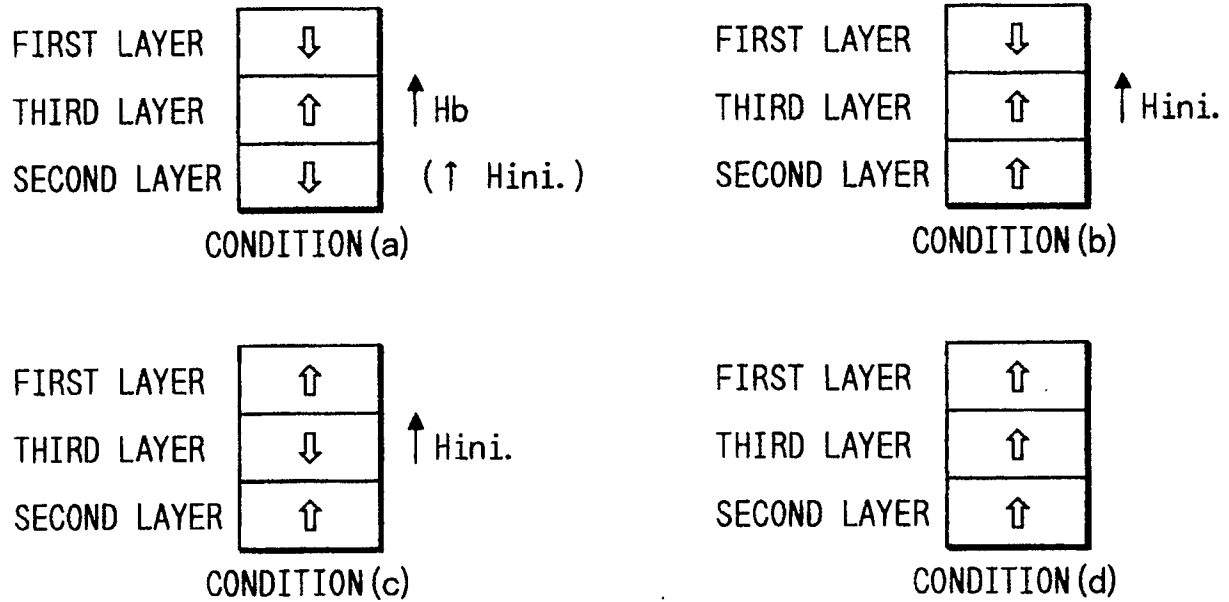 FIRST LAYER
THIRD LAYER
SECOND LAYER
Hb
(↑ Hini.)
CONDITION(a)
FIRST LAYER
THIRD LAYER
SECOND LAYER
Hini.
CONDITION(b)
FIRST LAYER
THIRD LAYER
SECOND LAYER
Hini.
CONDITION(c)
FIRST LAYER
THIRD LAYER
SECOND LAYER
CONDITION(d)